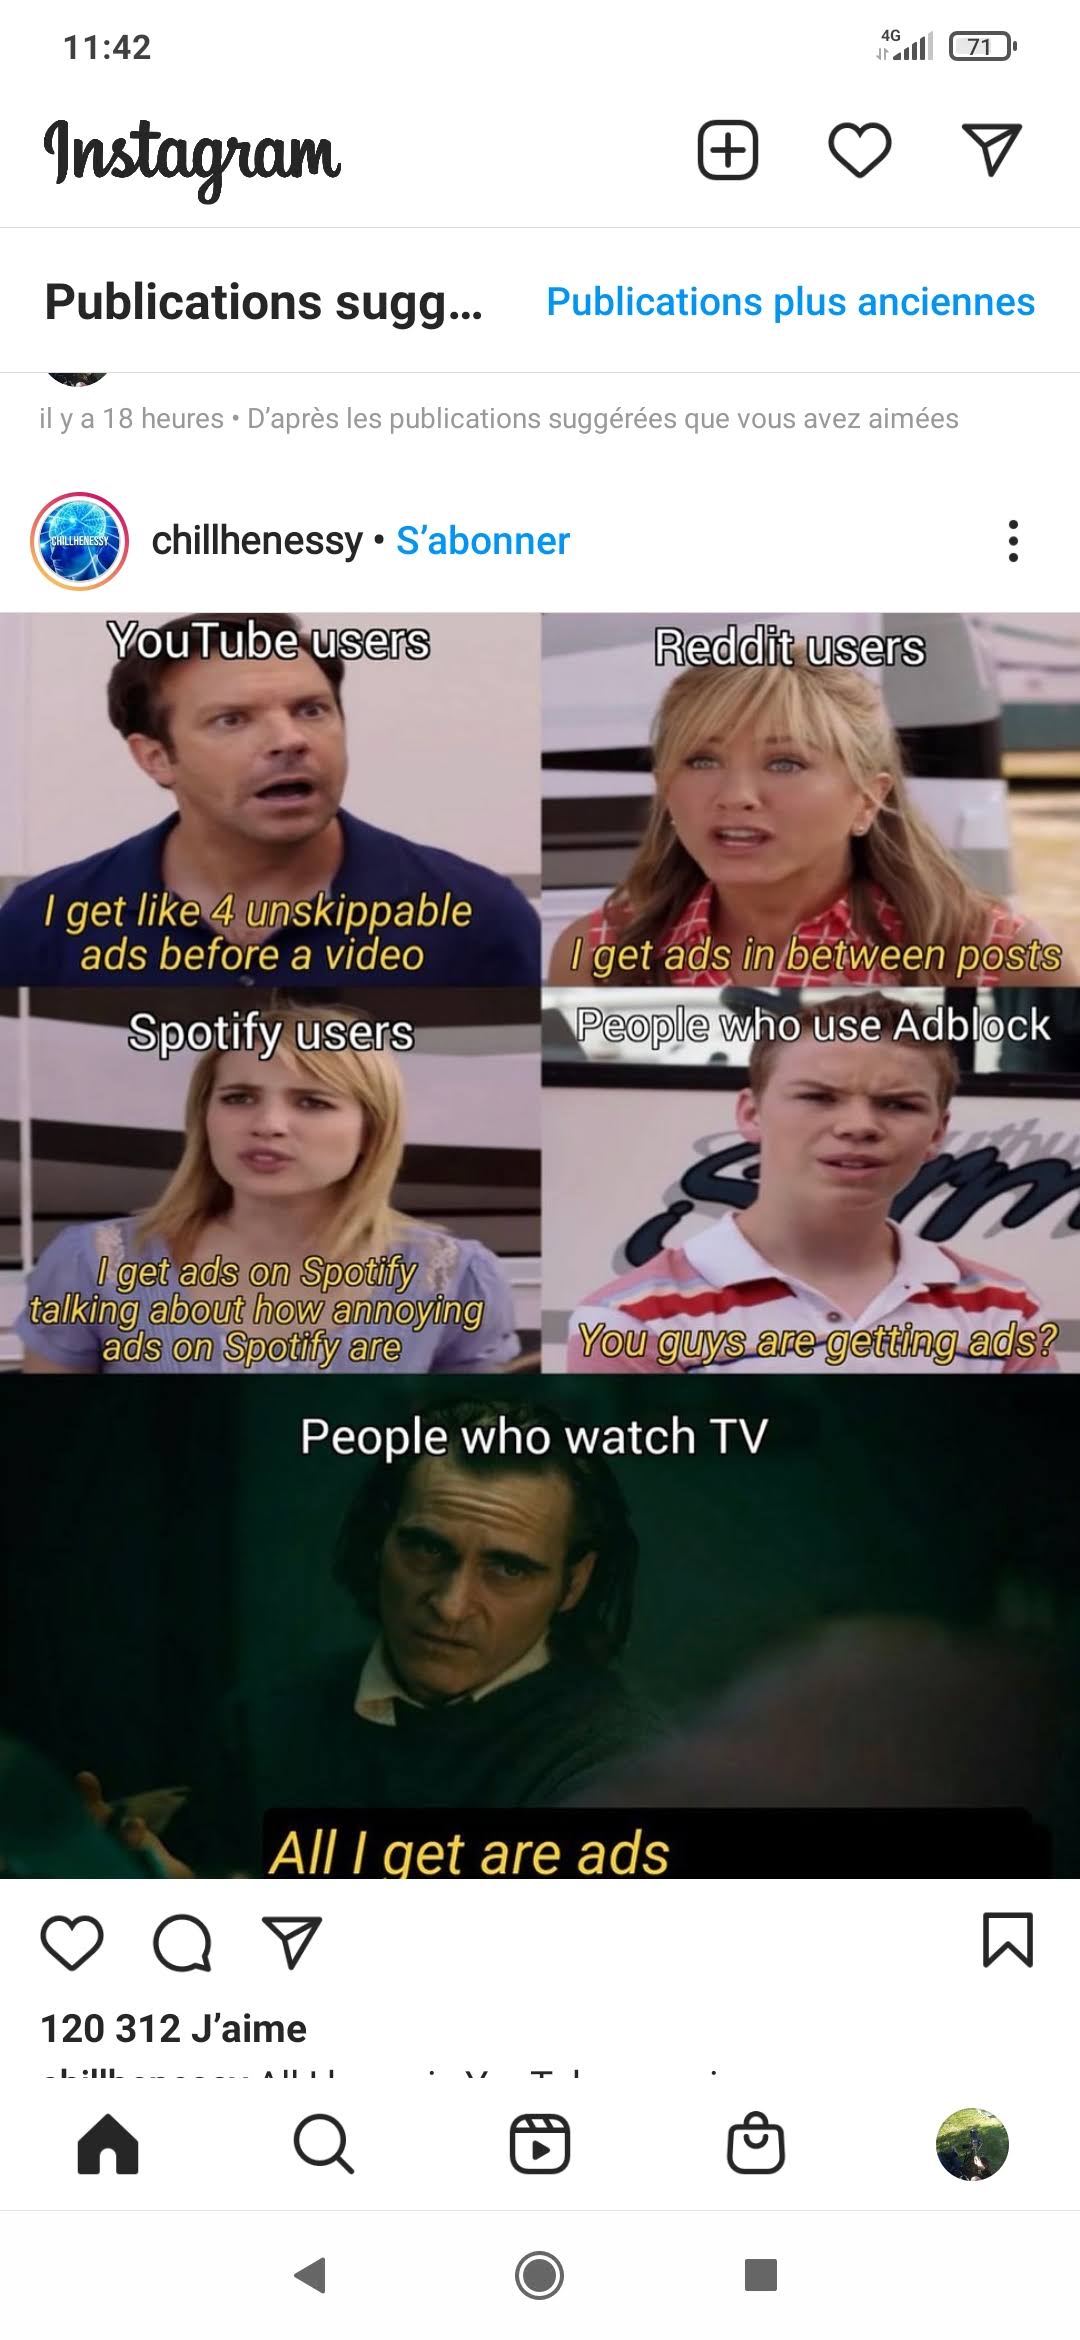 11:42
4G
71
Instagram
Publications sugg...
Publications plus anciennes
il y a 18 heures • D'après les publications suggérées que vous avez aimées
CHILLHENESSY
chillhenessy • S'abonner
YouTube users
I get like 4 unskippable
ads before a video
Reddit users
I get ads in between posts
Spotify users
I get ads on Spotify
talking about how annoying
ads on Spotify are
People who use Adblock
You guys are getting ads?
People who watch TV
All I get are ads
120 312 J'aime
chillhenessy